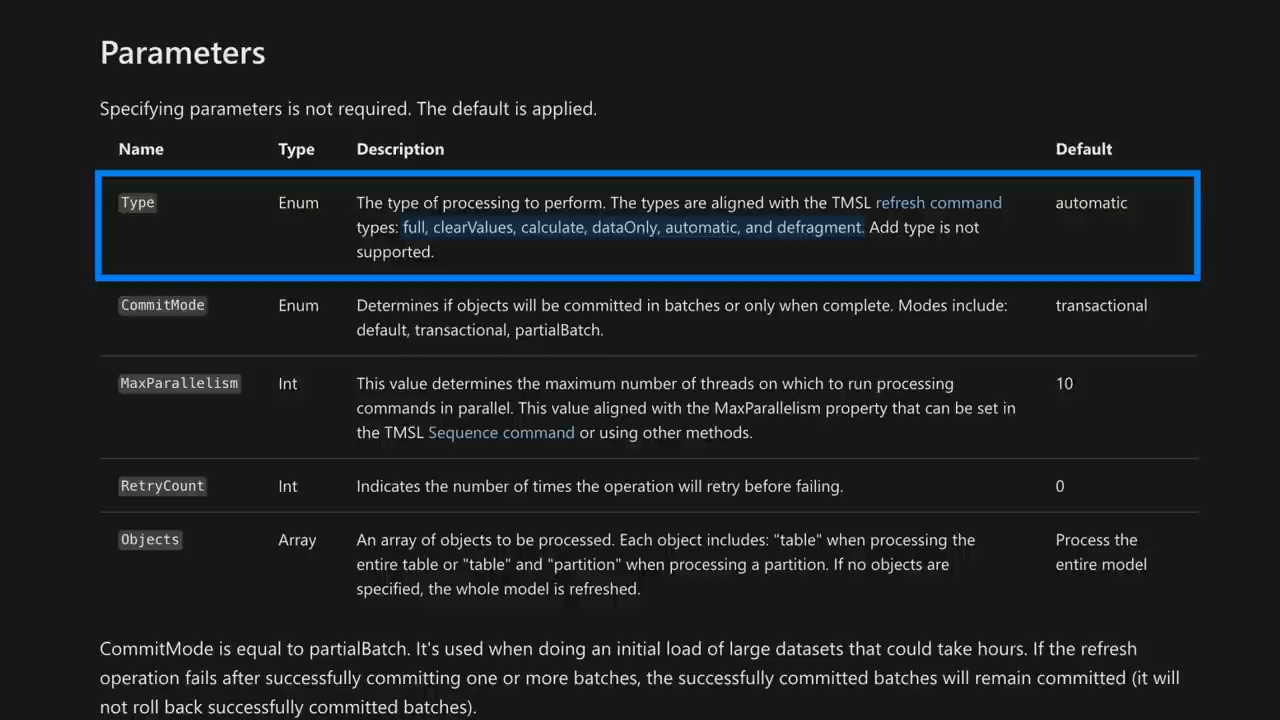 Parameters
Specifying parameters is not required. The default is applied.
Name Type Description Default
Type Enum The type of processing to perform. The types are aligned with the TMSL refresh command automatic
types: full, clearValues, calculate, dataOnly, automatic, and defragment. Add type is not
supported.
CommitMode Enum Determines if objects will be committed in batches or only when complete. Modes include: transactional
default, transactional, partialBatch.
MaxParallelism Int This value determines the maximum number of threads on which to run processing 10
commands in parallel. This value aligned with the MaxParallelism property that can be set in
the TMSL Sequence command or using other methods.
RetryCount Int Indicates the number of times the operation will retry before failing. 0
Objects Array An array of objects to be processed. Each object includes: "table" when processing the Process the
entire table or "table" and "partition" when processing a partition. If no objects are entire model
specified, the whole model is refreshed.
CommitMode is equal to partialBatch. It's used when doing an initial load of large datasets that could take hours. If the refresh
operation fails after successfully committing one or more batches, the successfully committed batches will remain committed (it will
not roll back successfully committed batches).